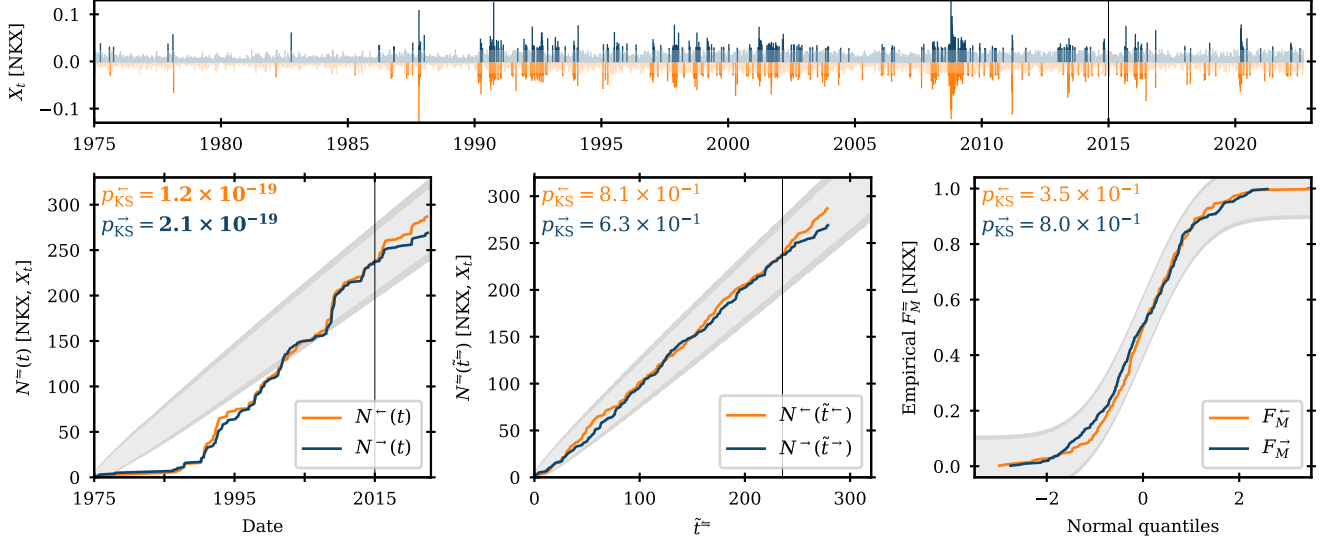 0.1
0.0
−0.1
X_t [NKX]
1975 1980 1985 1990 1995 2000 2005 2010 2015 2020
p_KS^← = 1.2 × 10^−19
p_KS^→ = 2.1 × 10^−19
300
250
200
150
100
50
0
N^⇋(t) [NKX, X_t]
N^←(t)
N^→(t)
1975 1995 2015
Date
p_KS^← = 8.1 × 10^−1
p_KS^→ = 6.3 × 10^−1
300
250
200
150
100
50
0
N^⇋(t̃^⇋) [NKX, X_t]
N^←(t̃^←)
N^→(t̃^→)
0 100 200 300
t̃^⇋
p_KS^← = 3.5 × 10^−1
p_KS^→ = 8.0 × 10^−1
1.0
0.8
0.6
0.4
0.2
0.0
Empirical F_M^⇋ [NKX]
F_M^←
F_M^→
−2 0 2
Normal quantiles